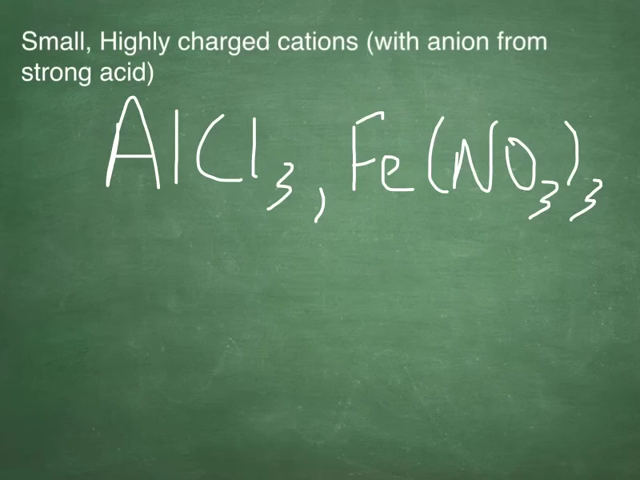 Small, Highly charged cations (with anion from
strong acid)
AlCl3, Fe(NO3)3